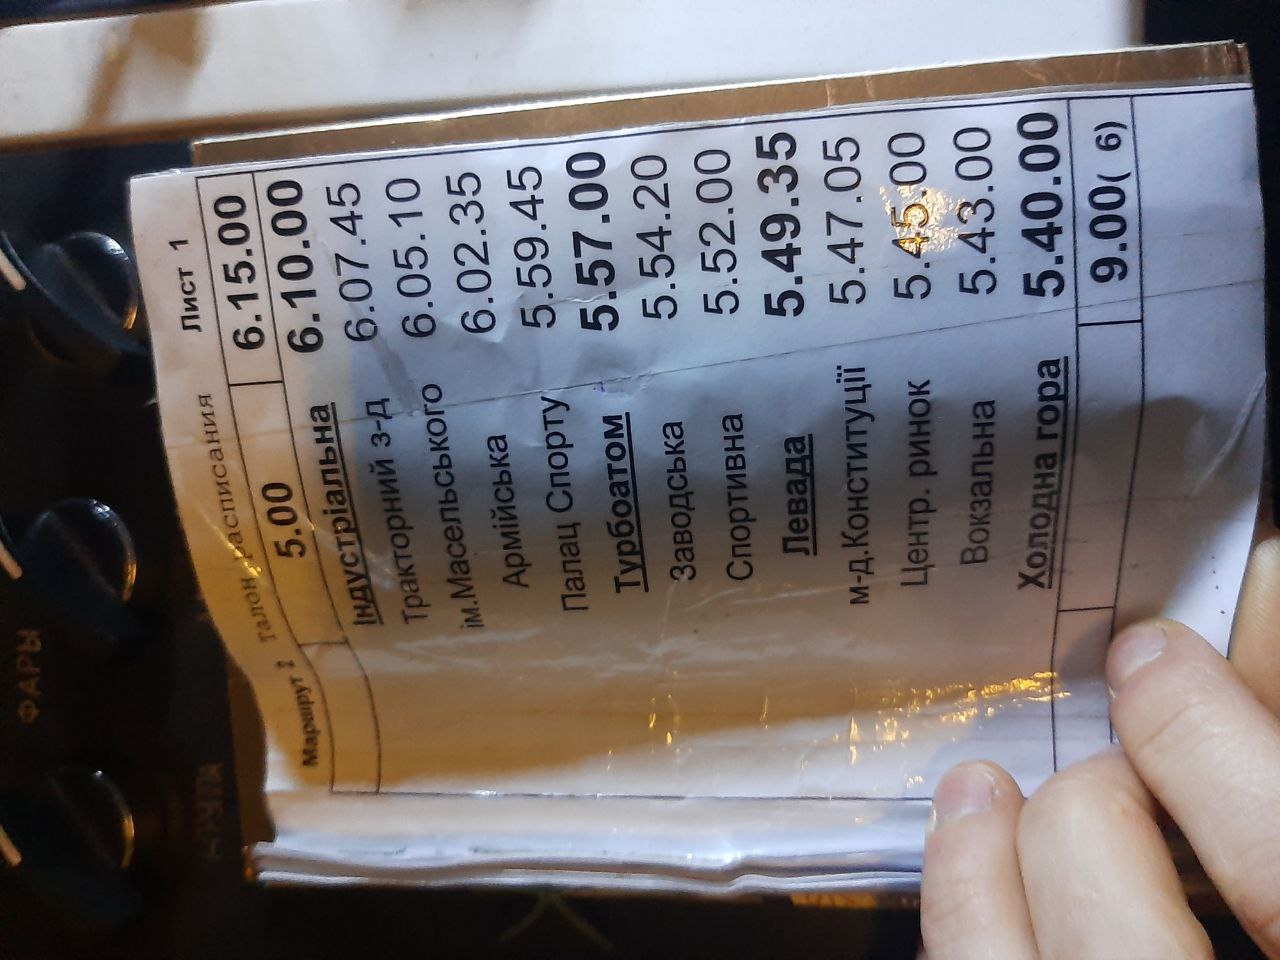 ФАРЫ
Лист 1
Маршрут 2 Талон расписания
5.00 6.15.00
Індустріальна 6.10.00
Тракторний з-д 6.07.45
ім.Масельського 6.05.10
Армійська 6.02.35
Палац Спорту 5.59.45
Турбоатом 5.57.00
Заводська 5.54.20
Спортивна 5.52.00
Левада 5.49.35
м-д.Конституції 5.47.05
Центр. ринок 5.45.00
Вокзальна 5.43.00
Холодна гора 5.40.00
9.00( 6)